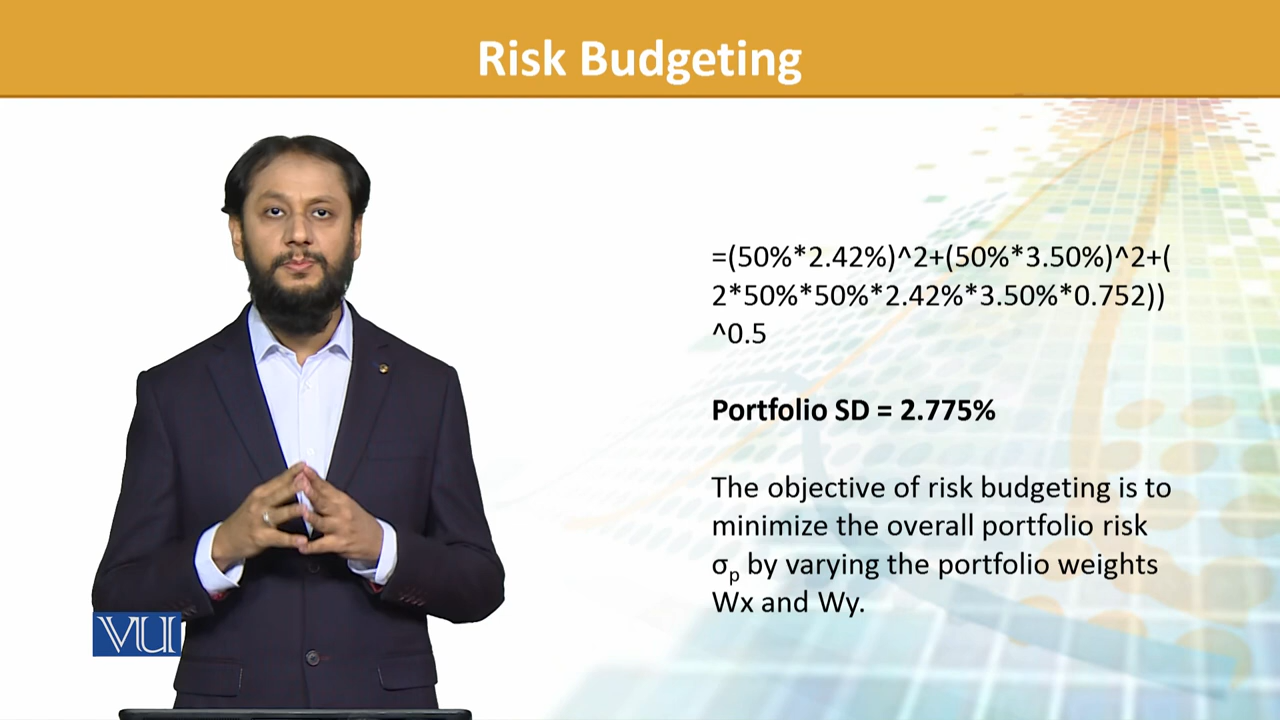 Risk Budgeting
=(50%*2.42%)^2+(50%*3.50%)^2+(
2*50%*50%*2.42%*3.50%*0.752))
^0.5
Portfolio SD = 2.775%
The objective of risk budgeting is to
minimize the overall portfolio risk
σp by varying the portfolio weights
Wx and Wy.
VU